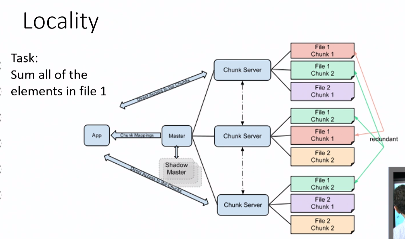 Locality
Task:
Sum all of the
elements in file 1
App
Chunk Mappings
Master
Shadow
Master
Chunk Server
Chunk Server
Chunk Server
File 1
Chunk 1
File 1
Chunk 2
File 2
Chunk 1
File 1
Chunk 2
File 1
Chunk 1
File 2
Chunk 2
File 1
Chunk 2
File 2
Chunk 1
File 2
Chunk 2
redundant